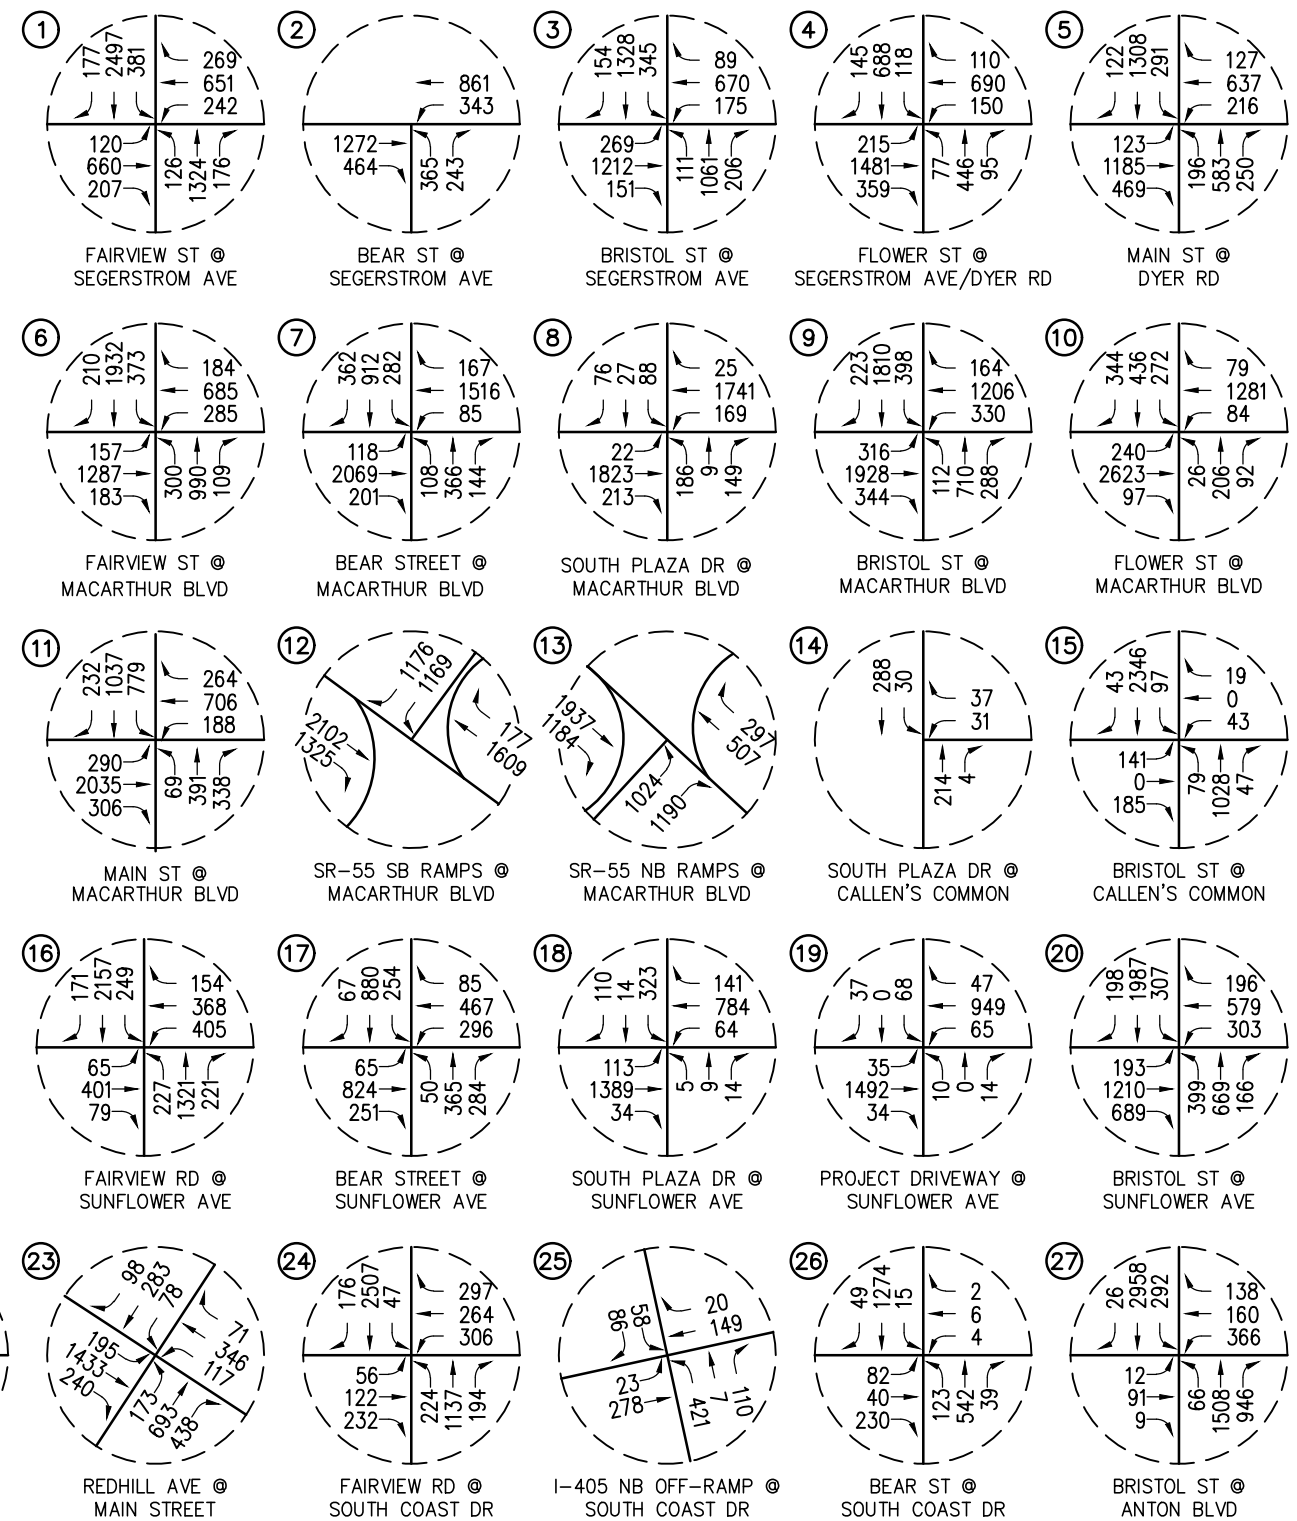 1
177 2497 381
269
651
242
120
660
207
126 1324 176
FAIRVIEW ST @
SEGERSTROM AVE
2
861
343
1272
464
365 243
BEAR ST @
SEGERSTROM AVE
3
154 1328 345
89
670
175
269
1212
151
111 1061 206
BRISTOL ST @
SEGERSTROM AVE
4
145 688 118
110
690
150
215
1481
359
77 446 95
FLOWER ST @
SEGERSTROM AVE/DYER RD
5
122 1308 291
127
637
216
123
1185
469
196 583 250
MAIN ST @
DYER RD
6
210 1932 373
184
685
285
157
1287
183
300 990 109
FAIRVIEW ST @
MACARTHUR BLVD
7
362 912 282
167
1516
85
118
2069
201
108 366 144
BEAR STREET @
MACARTHUR BLVD
8
76 27 88
25
1741
169
22
1823
213
186 9 149
SOUTH PLAZA DR @
MACARTHUR BLVD
9
223 1810 398
164
1206
330
316
1928
344
112 710 288
BRISTOL ST @
MACARTHUR BLVD
10
344 436 272
79
1281
84
240
2623
97
26 206 92
FLOWER ST @
MACARTHUR BLVD
11
232 1037 779
264
706
188
290
2035
306
69 391 338
MAIN ST @
MACARTHUR BLVD
12
1176
1169
177
1609
2102
1325
SR-55 SB RAMPS @
MACARTHUR BLVD
13
1937
1184
297
507
1024
1190
SR-55 NB RAMPS @
MACARTHUR BLVD
14
288 30
37
31
214 4
SOUTH PLAZA DR @
CALLEN'S COMMON
15
43 2346 97
19
0
43
141
0
185
79 1028 47
BRISTOL ST @
CALLEN'S COMMON
16
171 2157 249
154
368
405
65
401
79
227 1321 221
FAIRVIEW RD @
SUNFLOWER AVE
17
67 880 254
85
467
296
65
824
251
50 365 284
BEAR STREET @
SUNFLOWER AVE
18
110 14 323
141
784
64
113
1389
34
5 9 14
SOUTH PLAZA DR @
SUNFLOWER AVE
19
37 0 68
47
949
65
35
1492
34
10 0 14
PROJECT DRIVEWAY @
SUNFLOWER AVE
20
198 1987 307
196
579
303
193
1210
689
399 669 166
BRISTOL ST @
SUNFLOWER AVE
23
98 283 78
71
346
117
195
1433
240
173 693 438
REDHILL AVE @
MAIN STREET
24
176 2507 47
297
264
306
56
122
232
224 1137 194
FAIRVIEW RD @
SOUTH COAST DR
25
86 58
20
149
23
278
421 7 110
I-405 NB OFF-RAMP @
SOUTH COAST DR
26
49 1274 15
2
6
4
82
40
230
123 542 39
BEAR ST @
SOUTH COAST DR
27
26 2958 292
138
160
366
12
91
9
66 1508 946
BRISTOL ST @
ANTON BLVD